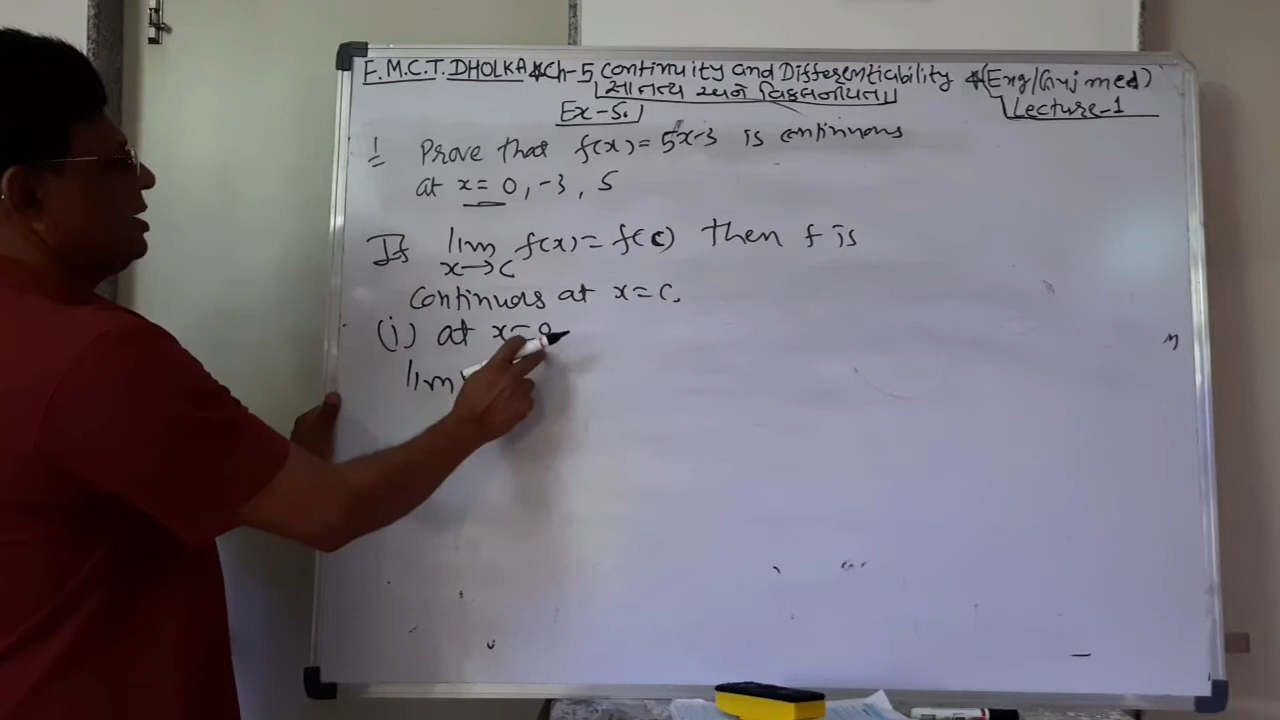 F.M.C.T. DHOLKA * Ch-5 Continuity and Differentiability * (Eng/Guj med)
સાતત્ય અને વિકલનીયતા
Lecture-1
Ex-5.1
1 Prove that f(x) = 5x-3 is continuous
at x = 0, -3, 5
If lim f(x) = f(c) then f is
x→c
Continuous at x=c.
(i) at x=0
lim